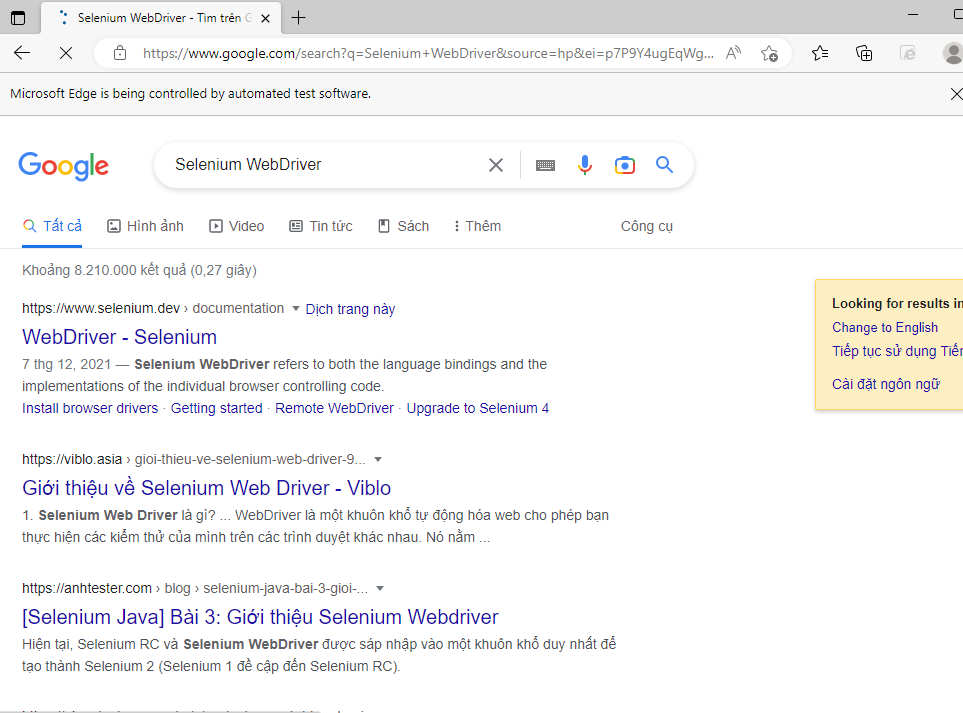 Selenium WebDriver - Tìm trên G
https://www.google.com/search?q=Selenium+WebDriver&source=hp&ei=p7P9Y4ugEqWg...
Microsoft Edge is being controlled by automated test software.
Google
Selenium WebDriver
Tất cả Hình ảnh Video Tin tức Sách Thêm Công cụ
Khoảng 8.210.000 kết quả (0,27 giây)
https://www.selenium.dev › documentation Dịch trang này
WebDriver - Selenium
7 thg 12, 2021 — Selenium WebDriver refers to both the language bindings and the
implementations of the individual browser controlling code.
Install browser drivers · Getting started · Remote WebDriver · Upgrade to Selenium 4
https://viblo.asia › gioi-thieu-ve-selenium-web-driver-9...
Giới thiệu về Selenium Web Driver - Viblo
1. Selenium Web Driver là gì? ... WebDriver là một khuôn khổ tự động hóa web cho phép bạn
thực hiện các kiểm thử của mình trên các trình duyệt khác nhau. Nó nằm ...
https://anhtester.com › blog › selenium-java-bai-3-gioi-...
[Selenium Java] Bài 3: Giới thiệu Selenium Webdriver
Hiện tại, Selenium RC và Selenium WebDriver được sáp nhập vào một khuôn khổ duy nhất để
tạo thành Selenium 2 (Selenium 1 đề cập đến Selenium RC).
Looking for results in
Change to English
Tiếp tục sử dụng Tiến
Cài đặt ngôn ngữ